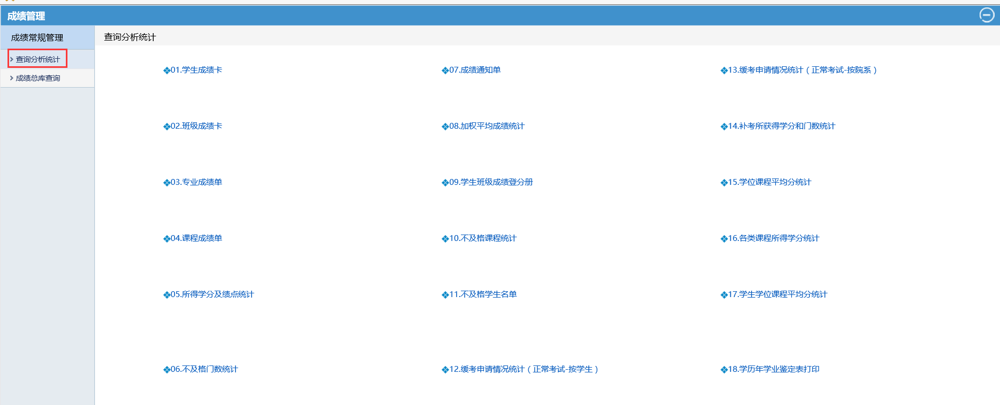 成绩管理
成绩常规管理
查询分析统计
成绩总库查询
查询分析统计
01.学生成绩卡
07.成绩通知单
13.缓考申请情况统计（正常考试-按院系）
02.班级成绩卡
08.加权平均成绩统计
14.补考所获得学分和门数统计
03.专业成绩单
09.学生班级成绩登分册
15.学位课程平均分统计
04.课程成绩单
10.不及格课程统计
16.各类课程所得学分统计
05.所得学分及绩点统计
11.不及格学生名单
17.学生学位课程平均分统计
06.不及格门数统计
12.缓考申请情况统计（正常考试-按学生）
18.学历年学业鉴定表打印